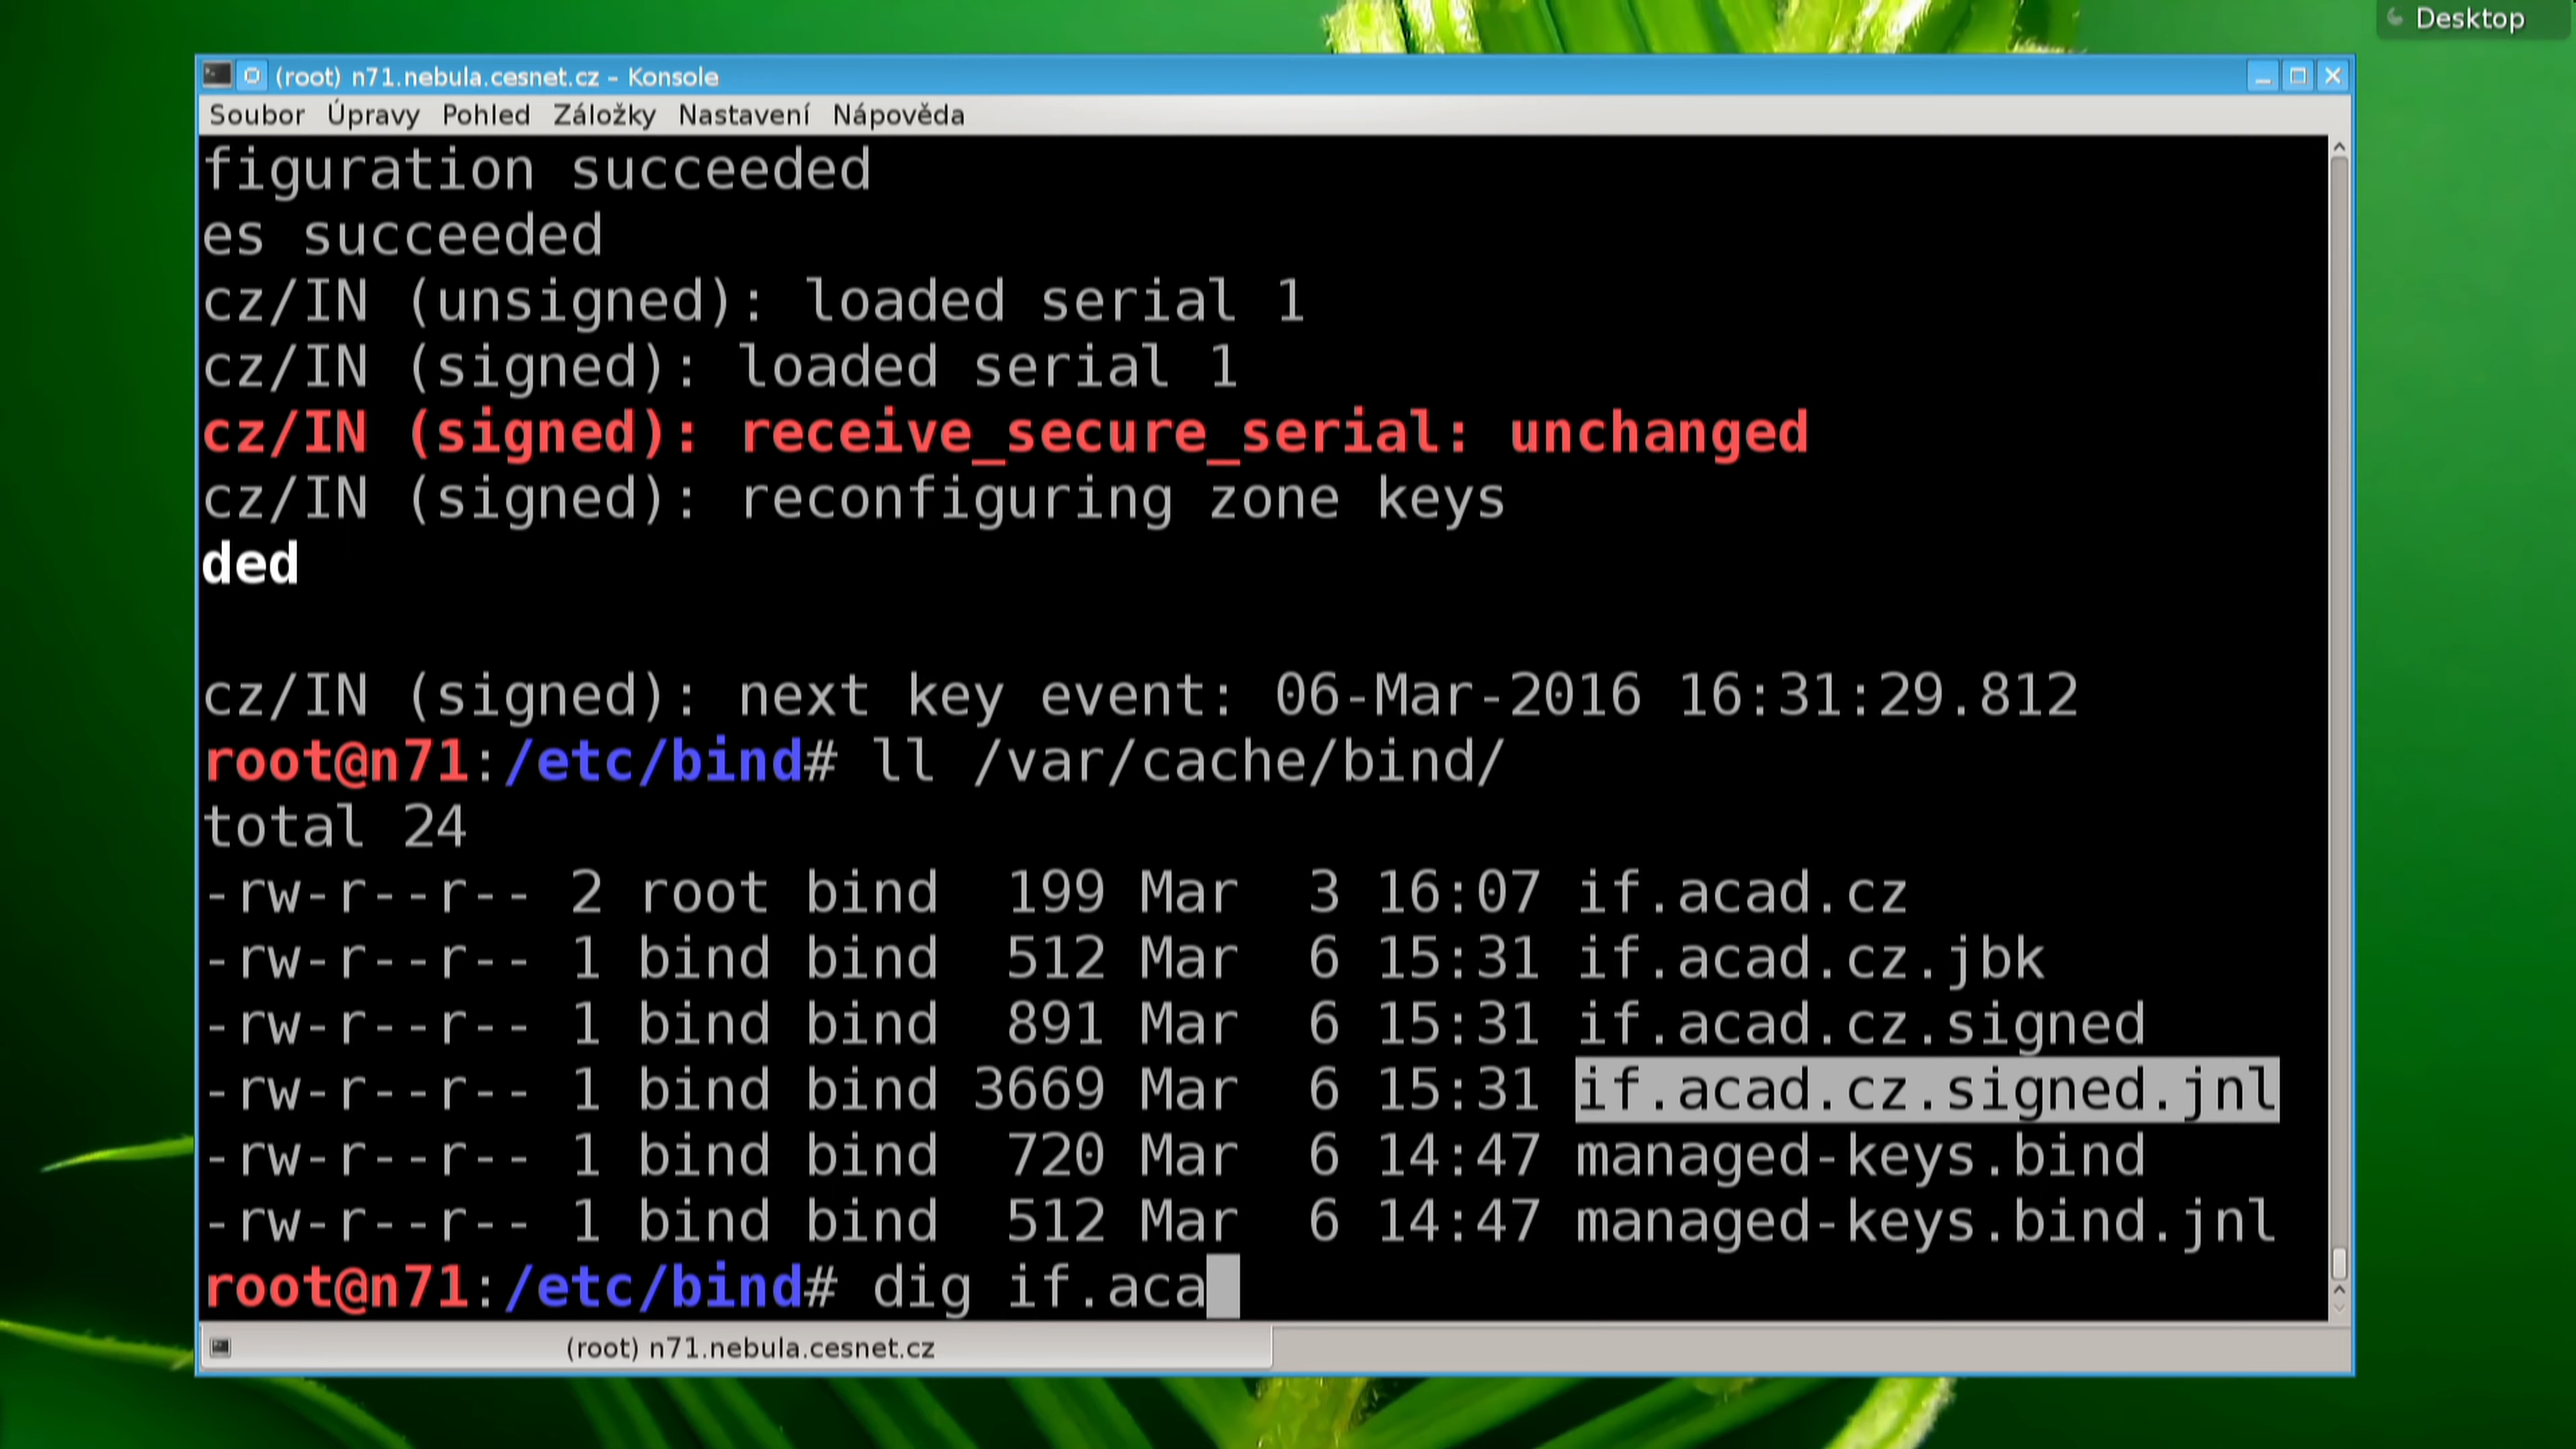 Desktop
(root) n71.nebula.cesnet.cz – Konsole
Soubor Úpravy Pohled Záložky Nastavení Nápověda
figuration succeeded
es succeeded
cz/IN (unsigned): loaded serial 1
cz/IN (signed): loaded serial 1
cz/IN (signed): receive_secure_serial: unchanged
cz/IN (signed): reconfiguring zone keys
ded
cz/IN (signed): next key event: 06-Mar-2016 16:31:29.812
root@n71:/etc/bind# ll /var/cache/bind/
total 24
-rw-r--r-- 2 root bind  199 Mar  3 16:07 if.acad.cz
-rw-r--r-- 1 bind bind  512 Mar  6 15:31 if.acad.cz.jbk
-rw-r--r-- 1 bind bind  891 Mar  6 15:31 if.acad.cz.signed
-rw-r--r-- 1 bind bind 3669 Mar  6 15:31 if.acad.cz.signed.jnl
-rw-r--r-- 1 bind bind  720 Mar  6 14:47 managed-keys.bind
-rw-r--r-- 1 bind bind  512 Mar  6 14:47 managed-keys.bind.jnl
root@n71:/etc/bind# dig if.aca
(root) n71.nebula.cesnet.cz